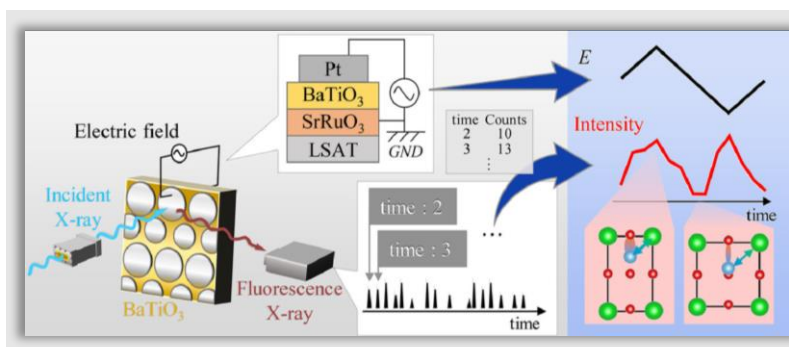 Electric field
Incident
X-ray
BaTiO₃
Fluorescence
X-ray
Pt
BaTiO₃
SrRuO₃
LSAT
GND
time Counts
2 10
3 13
⋮
time : 2
time : 3
...
time
E
Intensity
time